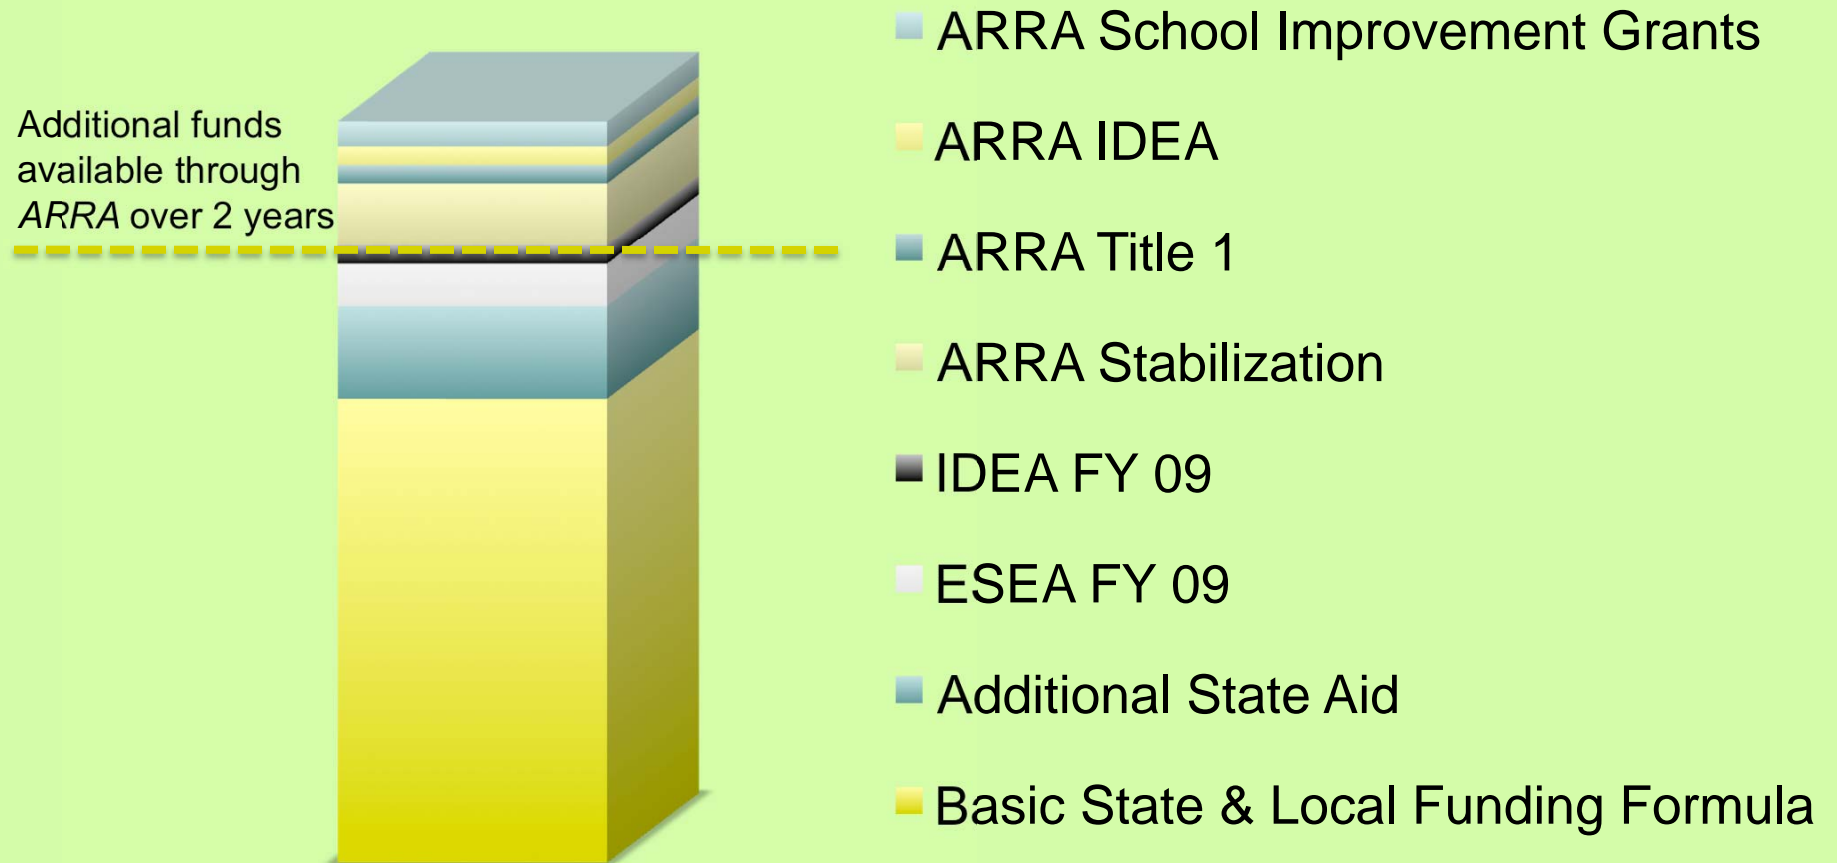 Additional funds
available through
ARRA over 2 years
ARRA School Improvement Grants
ARRA IDEA
ARRA Title 1
ARRA Stabilization
IDEA FY 09
ESEA FY 09
Additional State Aid
Basic State & Local Funding Formula